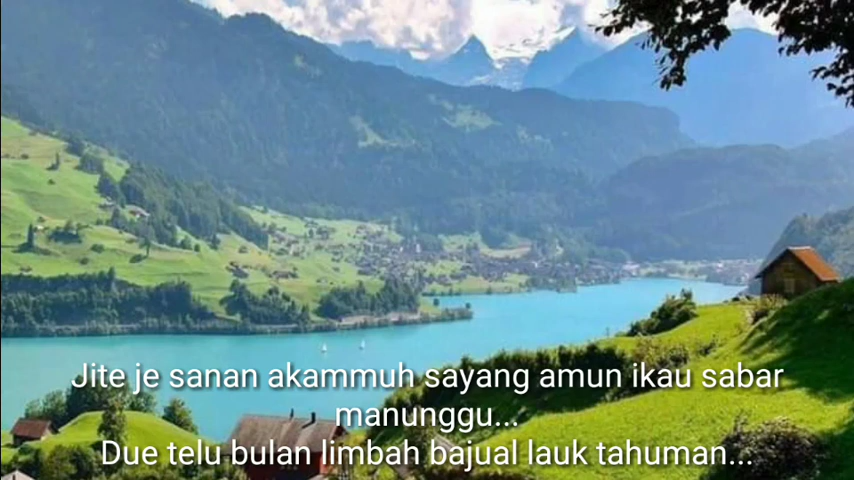 Jite je sanan akammuh sayang amun ikau sabar
manunggu...
Due telu bulan limbah bajual lauk tahuman...